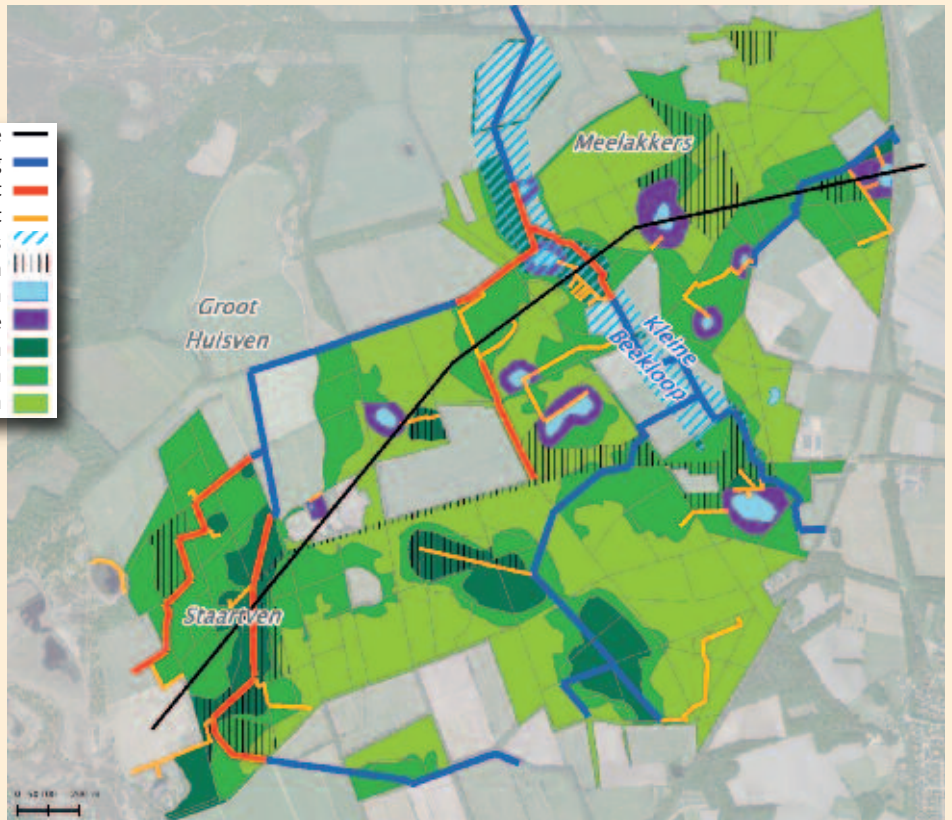 Meelakkers
Groot
Huisven
Kleine
Beekloop
Staartven